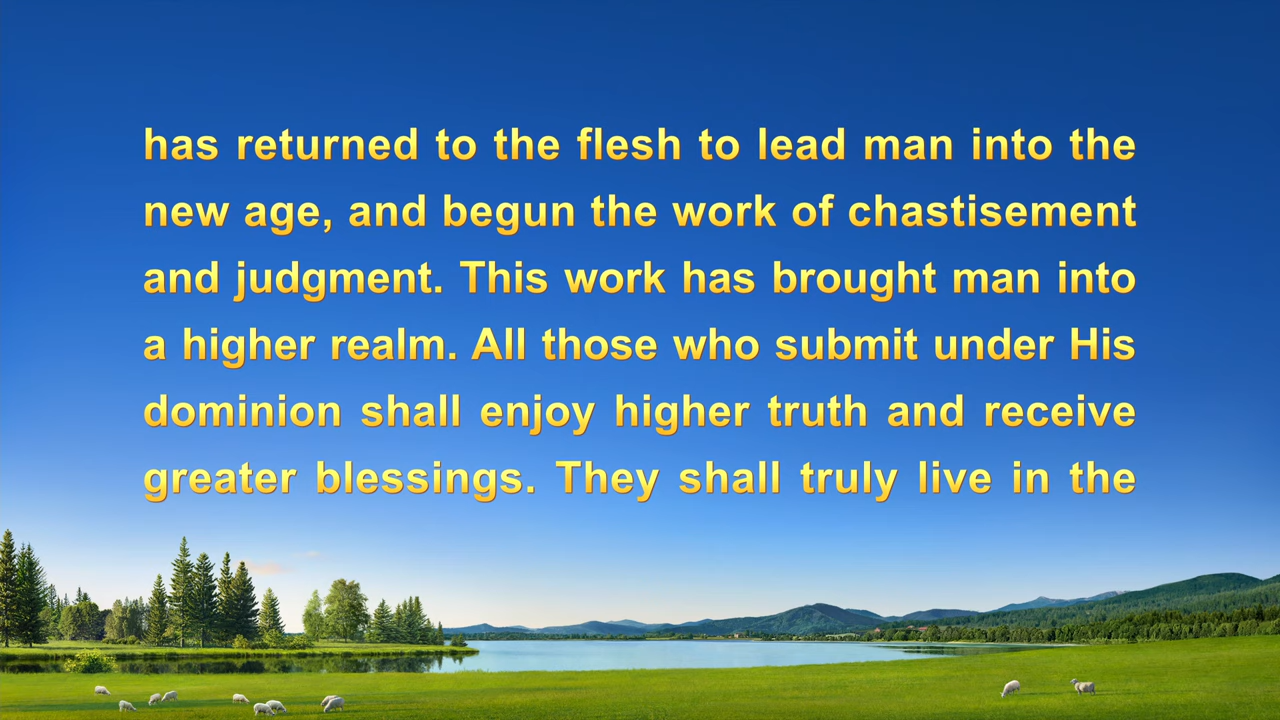 has returned to the flesh to lead man into the
new age, and begun the work of chastisement
and judgment. This work has brought man into
a higher realm. All those who submit under His
dominion shall enjoy higher truth and receive
greater blessings. They shall truly live in the